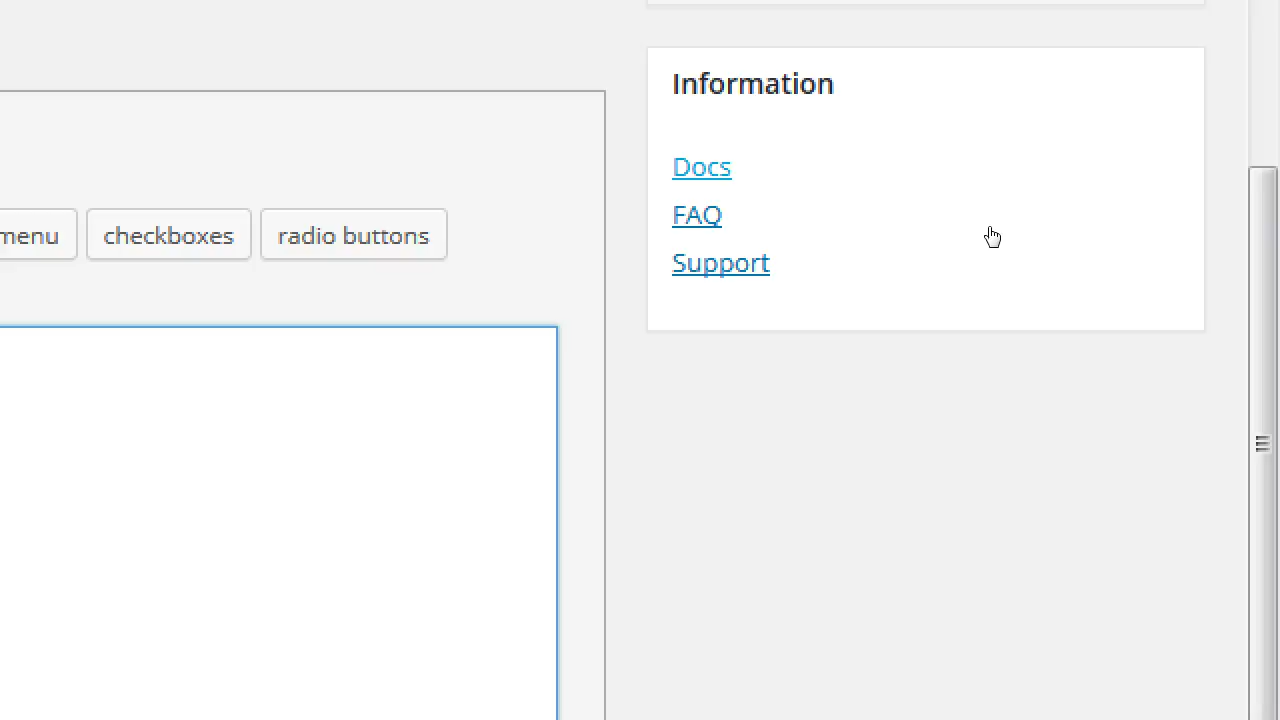 Information
Docs
FAQ
Support
menu
checkboxes
radio buttons